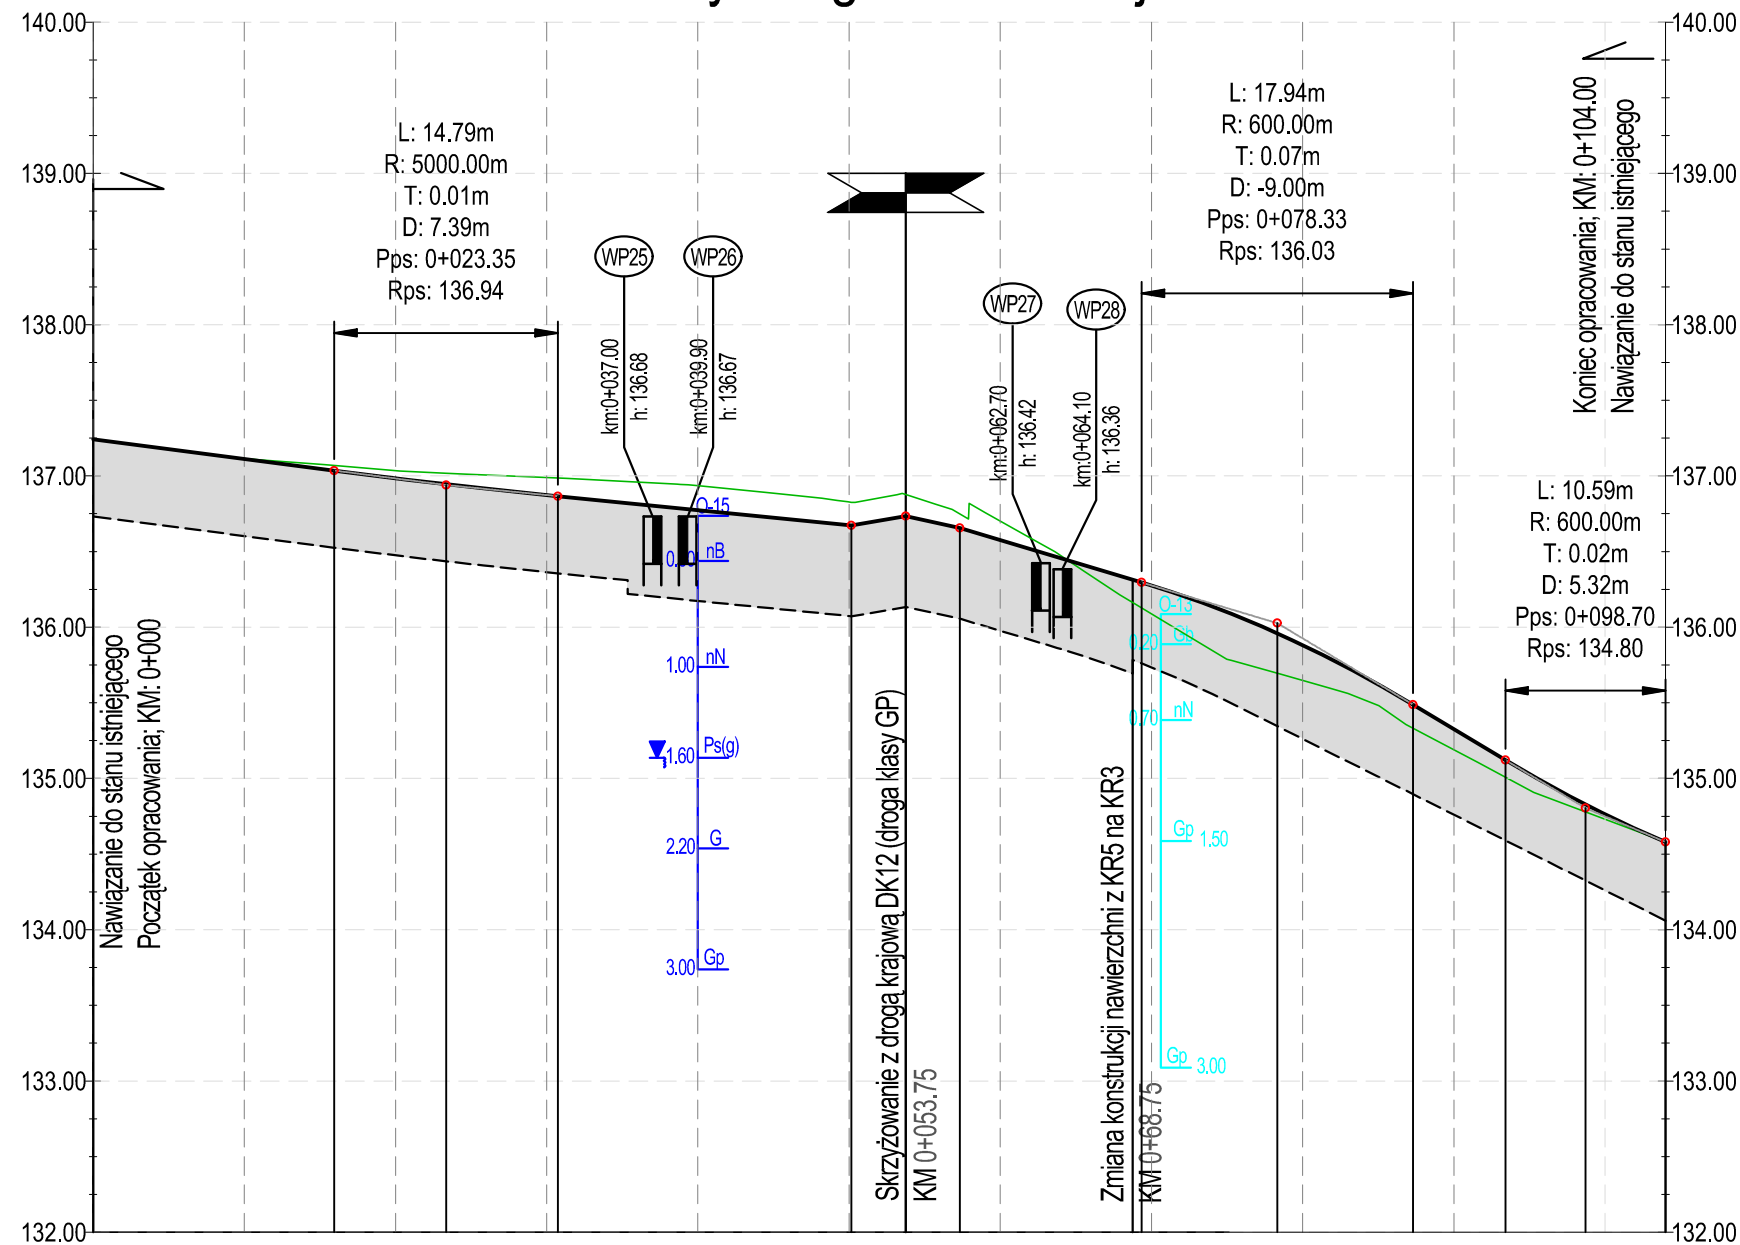 140.00
139.00
138.00
137.00
136.00
135.00
134.00
133.00
132.00
L: 14.79m
R: 5000.00m
T: 0.01m
D: 7.39m
Pps: 0+023.35
Rps: 136.94
WP25
km:0+037.00
h: 136.68
WP26
km:0+039.90
h: 136.67
WP27
km:0+062.70
h: 136.42
WP28
km:0+064.10
h: 136.36
L: 17.94m
R: 600.00m
T: 0.07m
D: -9.00m
Pps: 0+078.33
Rps: 136.03
Koniec opracowania; KM: 0+104.00
Nawiązanie do stanu istniejącego
L: 10.59m
R: 600.00m
T: 0.02m
D: 5.32m
Pps: 0+098.70
Rps: 134.80
Nawiązanie do stanu istniejącego
Początek opracowania; KM: 0+000
O-15
nB
1.00 nN
1.60 Ps(g)
2.20 G
3.00 Gp
Skrzyżowanie z drogą krajową DK12 (droga klasy GP)
KM 0+053.75
Zmiana konstrukcji nawierzchni z KR5 na KR3
KM 0+68.75
O-13
0.20 Gb
0.70 nN
Gp 1.50
Gp 3.00
140.00
139.00
138.00
137.00
136.00
135.00
134.00
133.00
132.00